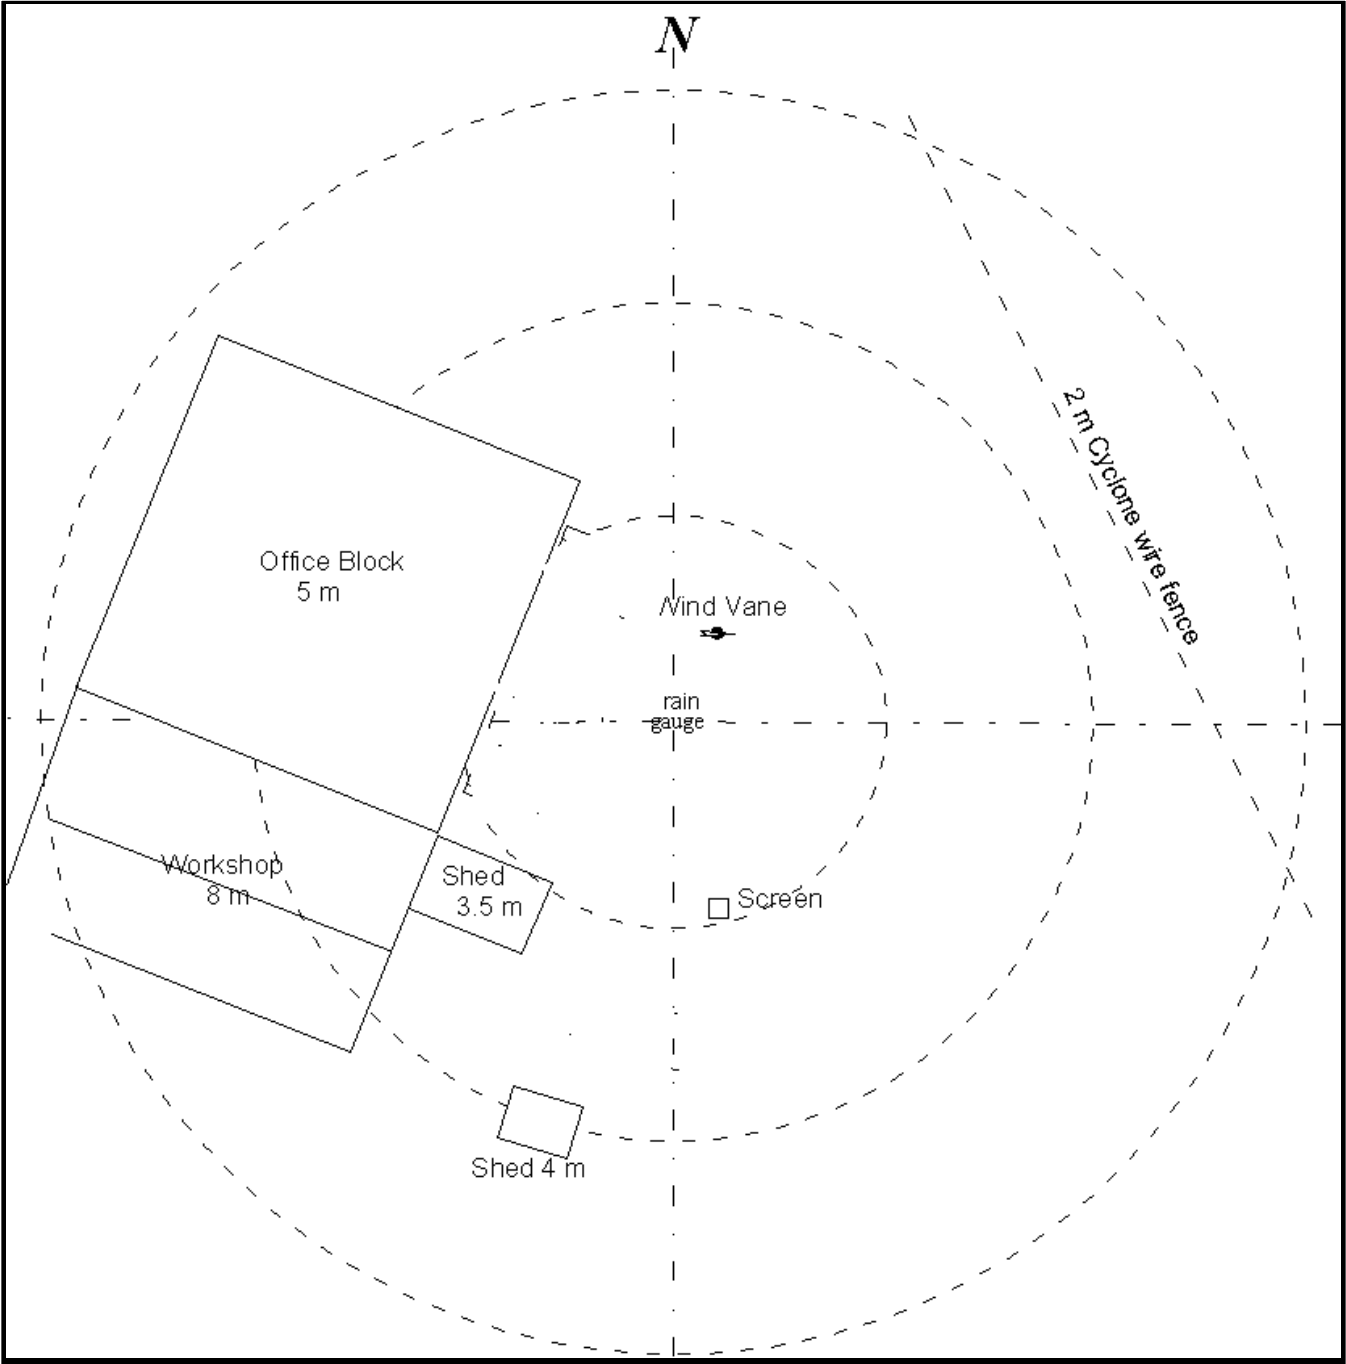 N
2 m Cyclone wire fence
Office Block
5 m
Wind Vane
rain
gauge
Workshop
8 m
Shed
3.5 m
Screen
Shed 4 m